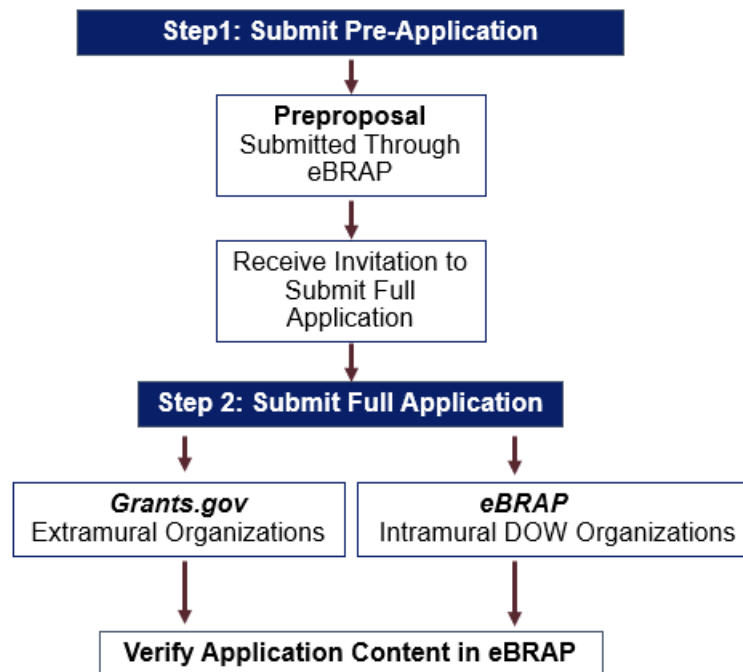 Step1: Submit Pre-Application
Preproposal
Submitted Through
eBRAP
Receive Invitation to
Submit Full
Application
Step 2: Submit Full Application
Grants.gov
Extramural Organizations
eBRAP
Intramural DOW Organizations
Verify Application Content in eBRAP